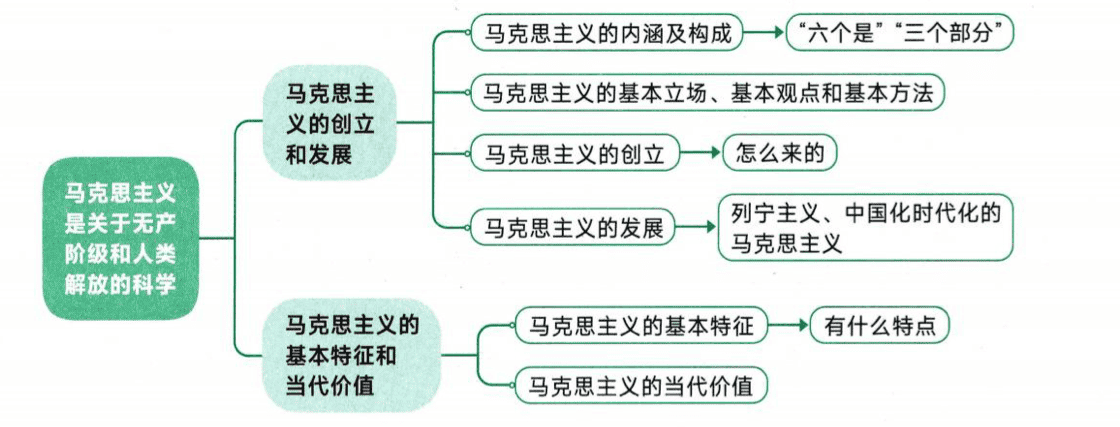 马克思主义
是关于无产
阶级和人类
解放的科学
马克思主
义的创立
和发展
马克思主义的内涵及构成
“六个是”“三个部分”
马克思主义的基本立场、基本观点和基本方法
马克思主义的创立
怎么来的
马克思主义的发展
列宁主义、中国化时代化的
马克思主义
马克思主义的
基本特征和
当代价值
马克思主义的基本特征
有什么特点
马克思主义的当代价值